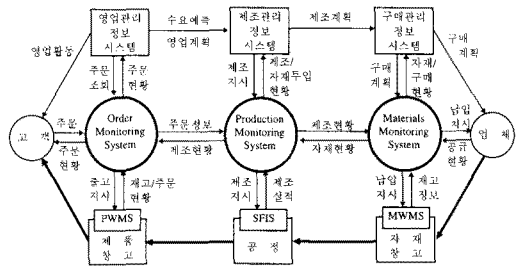 영업관리
정보
시스템
수요예측
영업계획
제조관리
정보
시스템
제조계획
구매관리
정보
시스템
영업활동
구매
계획
주문
조회
주문
현황
제조
지시
제조/
자재투입
현황
구매
계획
자재/
구매
현황
고객
주문
주문
현황
Order
Monitoring
System
주문정보
제조현황
Production
Monitoring
System
제조현황
자재현황
Materials
Monitoring
System
납입
지시
공급
현황
업체
출고
지시
재고/주문
현황
제조
지시
제조
실적
납입
지시
재고
정보
PWMS
제품
창고
SFIS
공정
MWMS
자재
창고